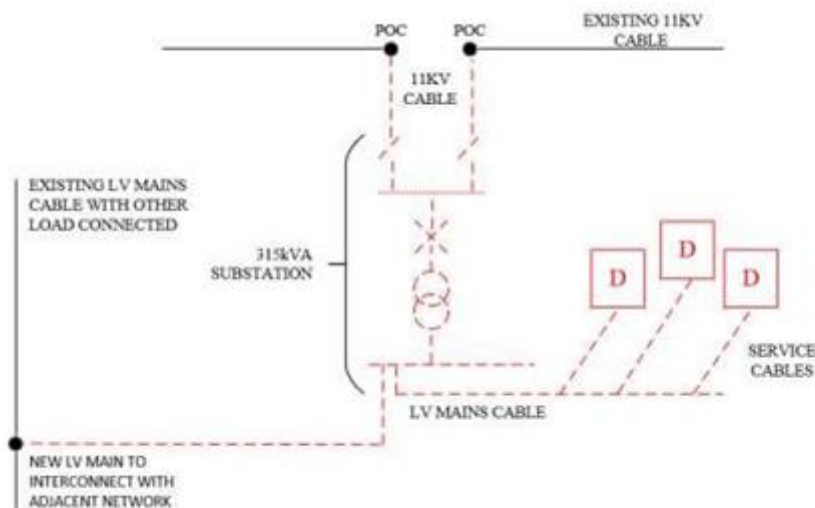 POC
POC
EXISTING 11KV
CABLE
11KV
CABLE
EXISTING LV MAINS
CABLE WITH OTHER
LOAD CONNECTED
315kVA
SUBSTATION
D
D
D
SERVICE
CABLES
LV MAINS CABLE
NEW LV MAIN TO
INTERCONNECT WITH
ADJACENT NETWORK